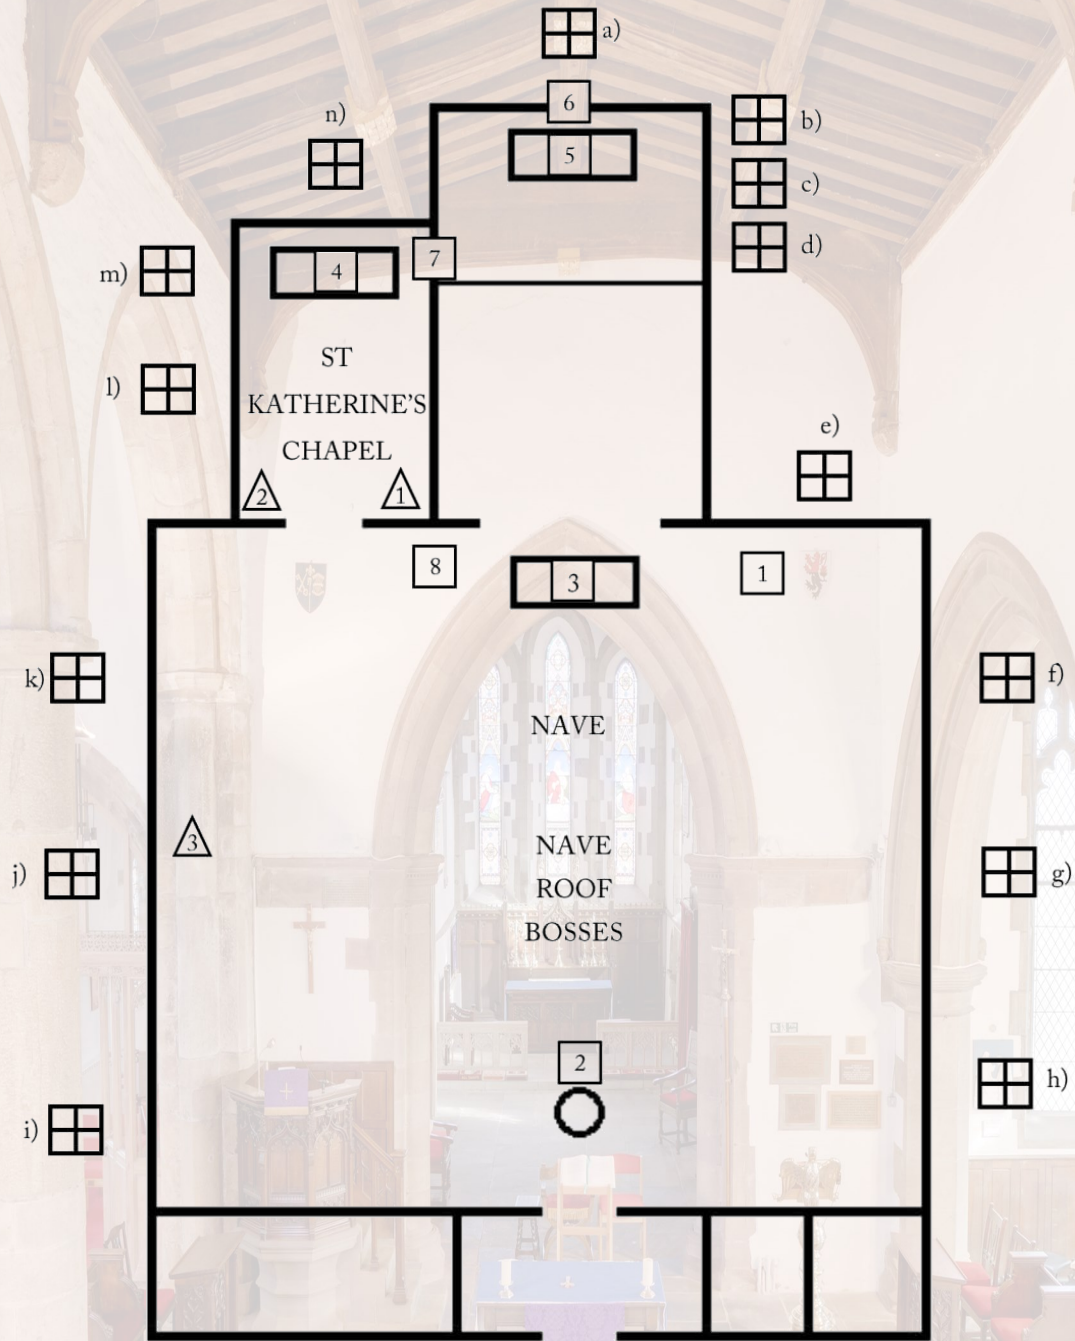 a)
6
b)
n)
5
c)
d)
7
m)
4
ST
l)
KATHERINE'S
e)
CHAPEL
2
1
8
3
1
k)
f)
NAVE
3
NAVE
j)
g)
ROOF
BOSSES
2
h)
i)